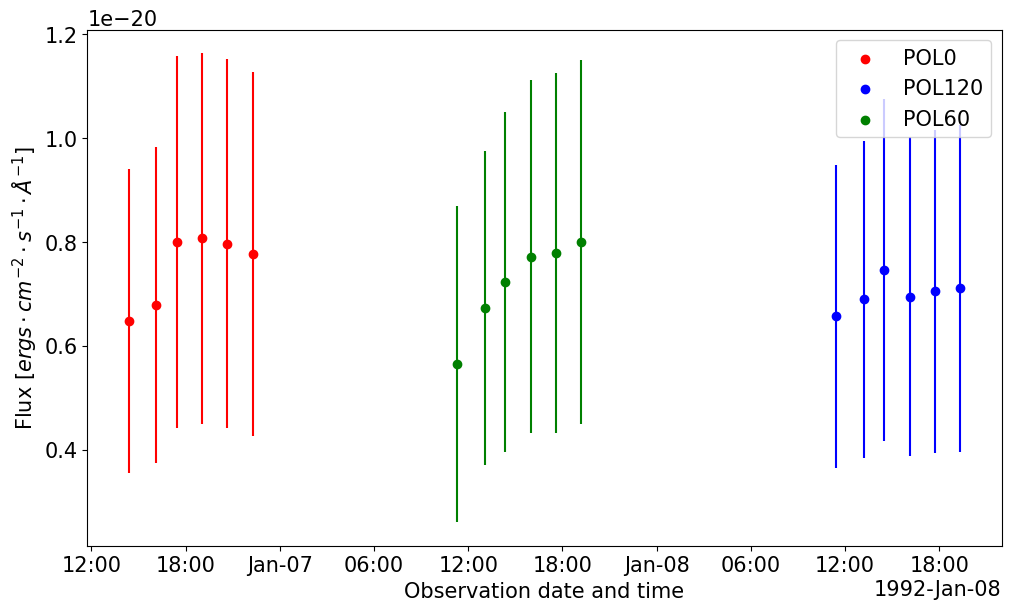 1e−20
1.2
1.0
0.8
0.6
0.4
Flux [ergs · cm⁻² · s⁻¹ · Å⁻¹]
POL0
POL120
POL60
12:00 18:00 Jan-07 06:00 12:00 18:00 Jan-08 06:00 12:00 18:00
1992-Jan-08
Observation date and time